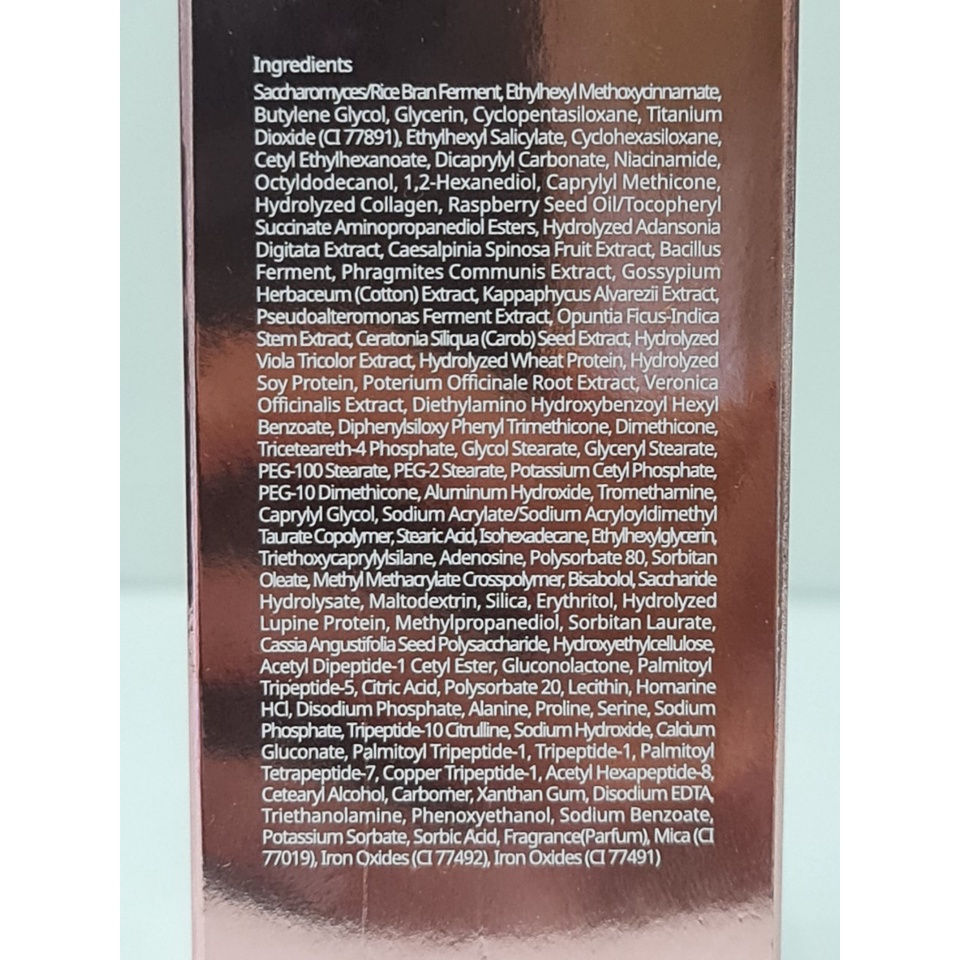 Ingredients
Saccharomyces/Rice Bran Ferment, Ethylhexyl Methoxycinnamate,
Butylene Glycol, Glycerin, Cyclopentasiloxane, Titanium
Dioxide (CI 77891), Ethylhexyl Salicylate, Cyclohexasiloxane,
Cetyl Ethylhexanoate, Dicaprylyl Carbonate, Niacinamide,
Octyldodecanol, 1,2-Hexanediol, Caprylyl Methicone,
Hydrolyzed Collagen, Raspberry Seed Oil/Tocopheryl
Succinate Aminopropanediol Esters, Hydrolyzed Adansonia
Digitata Extract, Caesalpinia Spinosa Fruit Extract, Bacillus
Ferment, Phragmites Communis Extract, Gossypium
Herbaceum (Cotton) Extract, Kappaphycus Alvarezii Extract,
Pseudoalteromonas Ferment Extract, Opuntia Ficus-Indica
Stem Extract, Ceratonia Siliqua (Carob) Seed Extract, Hydrolyzed
Viola Tricolor Extract, Hydrolyzed Wheat Protein, Hydrolyzed
Soy Protein, Poterium Officinale Root Extract, Veronica
Officinalis Extract, Diethylamino Hydroxybenzoyl Hexyl
Benzoate, Diphenylsiloxy Phenyl Trimethicone, Dimethicone,
Triceteareth-4 Phosphate, Glycol Stearate, Glyceryl Stearate,
PEG-100 Stearate, PEG-2 Stearate, Potassium Cetyl Phosphate,
PEG-10 Dimethicone, Aluminum Hydroxide, Tromethamine,
Caprylyl Glycol, Sodium Acrylate/Sodium Acryloyldimethyl
Taurate Copolymer, Stearic Acid, Isohexadecane, Ethylhexylglycerin,
Triethoxycaprylylsilane, Adenosine, Polysorbate 80, Sorbitan
Oleate, Methyl Methacrylate Crosspolymer, Bisabolol, Saccharide
Hydrolysate, Maltodextrin, Silica, Erythritol, Hydrolyzed
Lupine Protein, Methylpropanediol, Sorbitan Laurate,
Cassia Angustifolia Seed Polysaccharide, Hydroxyethylcellulose,
Acetyl Dipeptide-1 Cetyl Ester, Gluconolactone, Palmitoyl
Tripeptide-5, Citric Acid, Polysorbate 20, Lecithin, Homarine
HCl, Disodium Phosphate, Alanine, Proline, Serine, Sodium
Phosphate, Tripeptide-10 Citrulline, Sodium Hydroxide, Calcium
Gluconate, Palmitoyl Tripeptide-1, Tripeptide-1, Palmitoyl
Tetrapeptide-7, Copper Tripeptide-1, Acetyl Hexapeptide-8,
Cetearyl Alcohol, Carbomer, Xanthan Gum, Disodium EDTA,
Triethanolamine, Phenoxyethanol, Sodium Benzoate,
Potassium Sorbate, Sorbic Acid, Fragrance(Parfum), Mica (CI
77019), Iron Oxides (CI 77492), Iron Oxides (CI 77491)